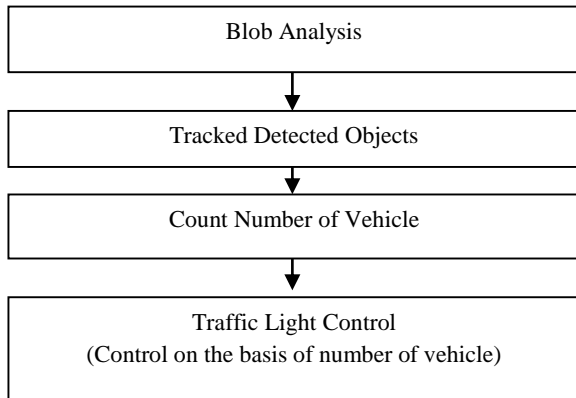 Blob Analysis
Tracked Detected Objects
Count Number of Vehicle
Traffic Light Control
(Control on the basis of number of vehicle)